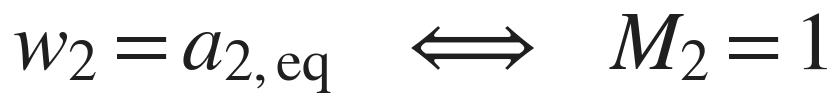 w₂ = a₂,eq ⟺ M₂ = 1